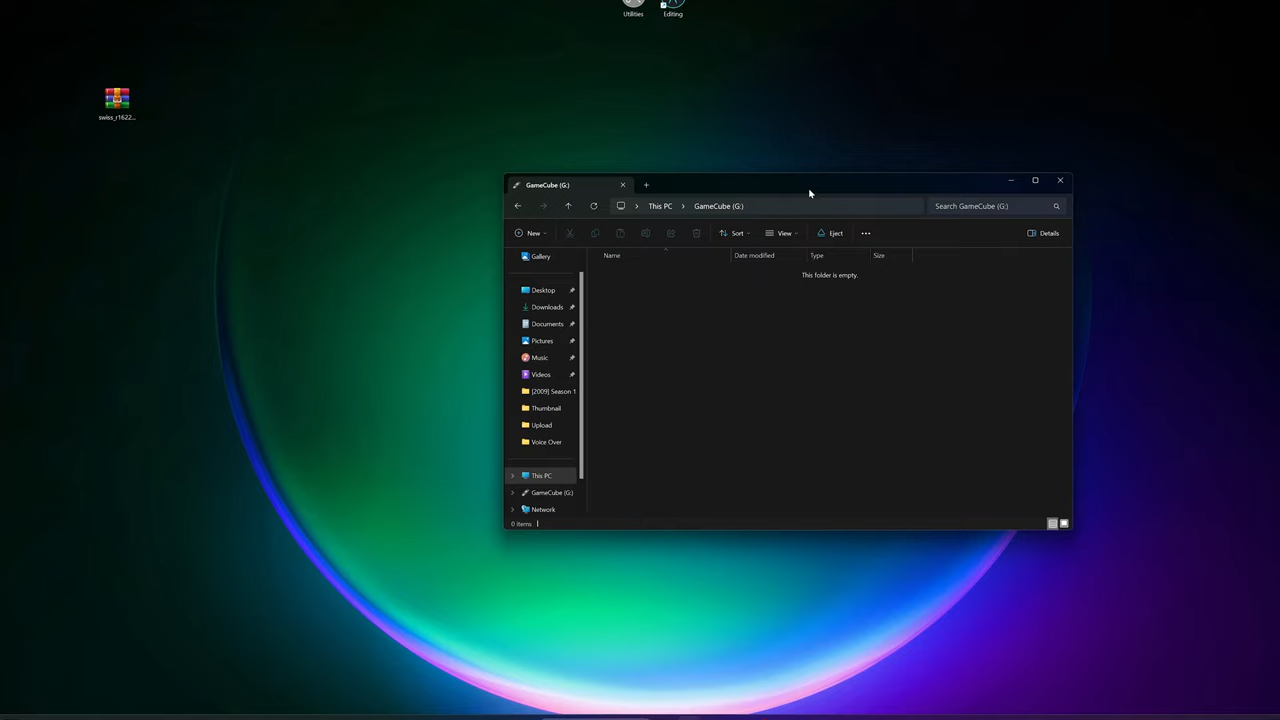 Utilities
Editing
swiss_r1622...
GameCube (G:)
This PC
GameCube (G:)
Search GameCube (G:)
New
Sort
View
Eject
Details
Name
Date modified
Type
Size
This folder is empty.
Gallery
Desktop
Downloads
Documents
Pictures
Music
Videos
[2009] Season 1
Thumbnail
Upload
Voice Over
This PC
GameCube (G:)
Network
0 items